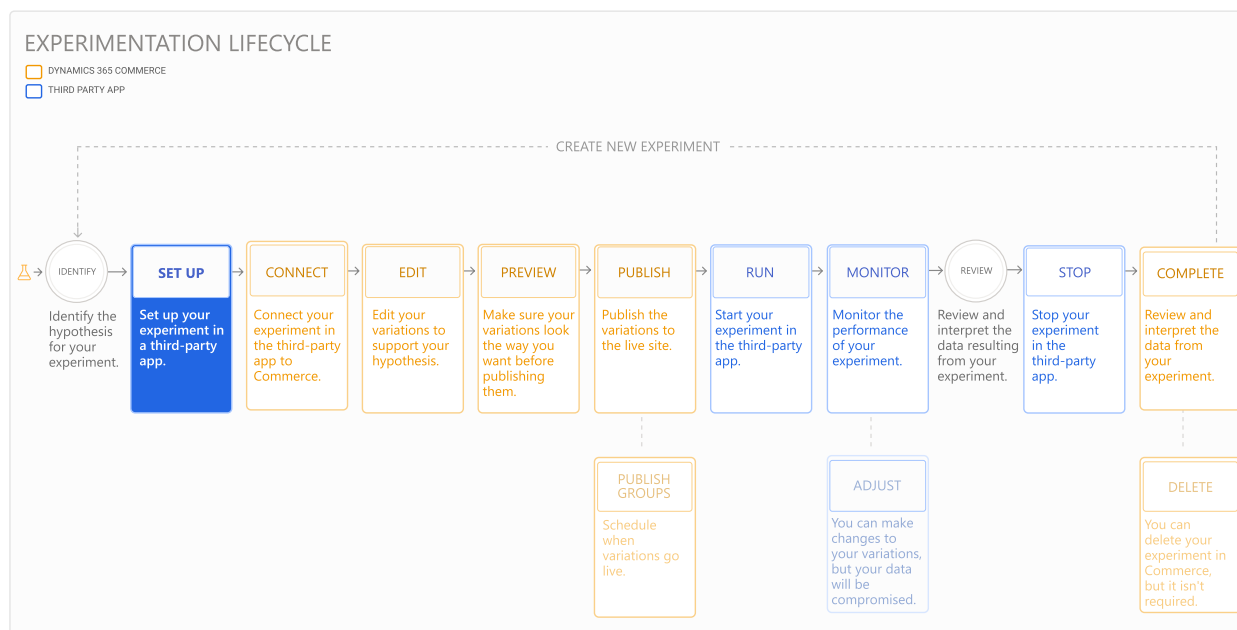 EXPERIMENTATION LIFECYCLE
DYNAMICS 365 COMMERCE
THIRD PARTY APP
CREATE NEW EXPERIMENT
IDENTIFY
Identify the
hypothesis
for your
experiment.
SET UP
Set up your
experiment in
a third-party
app.
CONNECT
Connect your
experiment in
the third-party
app to
Commerce.
EDIT
Edit your
variations to
support your
hypothesis.
PREVIEW
Make sure your
variations look
the way you
want before
publishing
them.
PUBLISH
Publish the
variations to
the live site.
RUN
Start your
experiment in
the third-party
app.
MONITOR
Monitor the
performance
of your
experiment.
REVIEW
Review and
interpret the
data resulting
from your
experiment.
STOP
Stop your
experiment
in the
third-party
app.
COMPLETE
Review and
interpret the
data from
your
experiment.
PUBLISH
GROUPS
Schedule
when
variations go
live.
ADJUST
You can make
changes to
your variations,
but your data
will be
compromised.
DELETE
You can
delete your
experiment in
Commerce,
but it isn't
required.